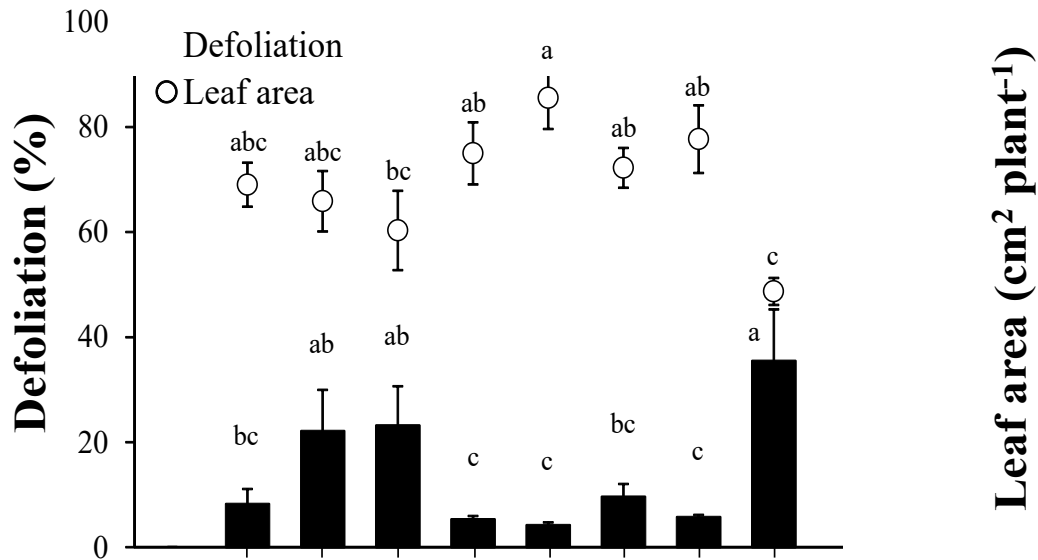 100
Defoliation
Leaf area
a
ab
ab
80
abc
abc
bc
ab
60
c
40
ab
ab
a
20
bc
bc
c
c
c
0
Defoliation (%)
Leaf area (cm² plant⁻¹)